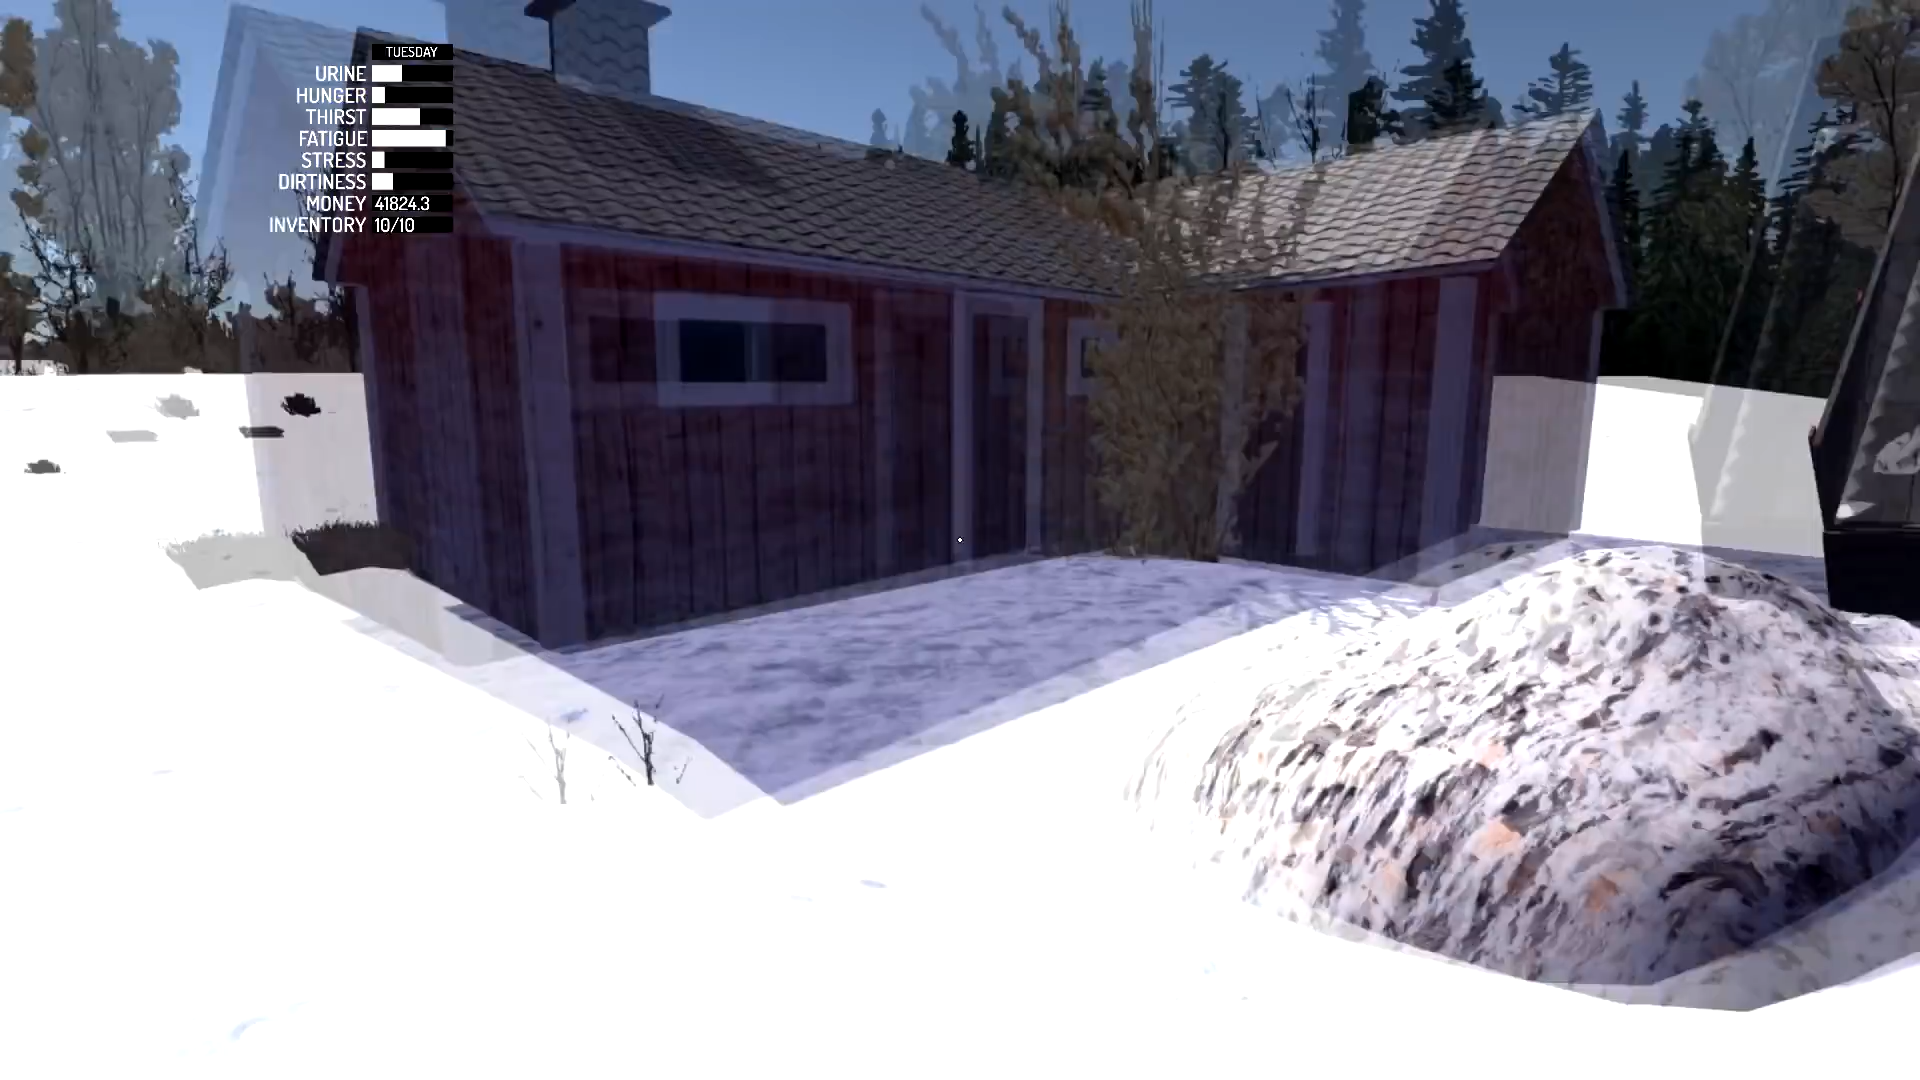 TUESDAY
URINE
HUNGER
THIRST
FATIGUE
STRESS
DIRTINESS
MONEY 41824.3
INVENTORY 10/10